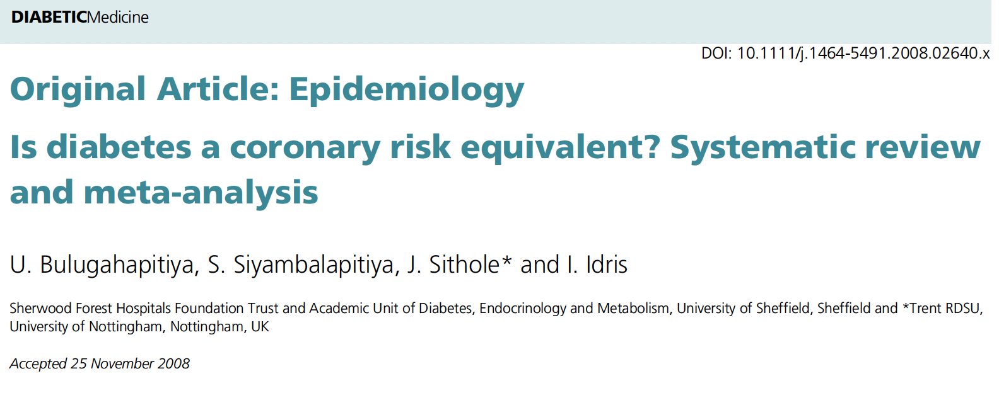 DIABETICMedicine
DOI: 10.1111/j.1464-5491.2008.02640.x
Original Article: Epidemiology
Is diabetes a coronary risk equivalent? Systematic review
and meta-analysis
U. Bulugahapitiya, S. Siyambalapitiya, J. Sithole* and I. Idris
Sherwood Forest Hospitals Foundation Trust and Academic Unit of Diabetes, Endocrinology and Metabolism, University of Sheffield, Sheffield and *Trent RDSU,
University of Nottingham, Nottingham, UK
Accepted 25 November 2008